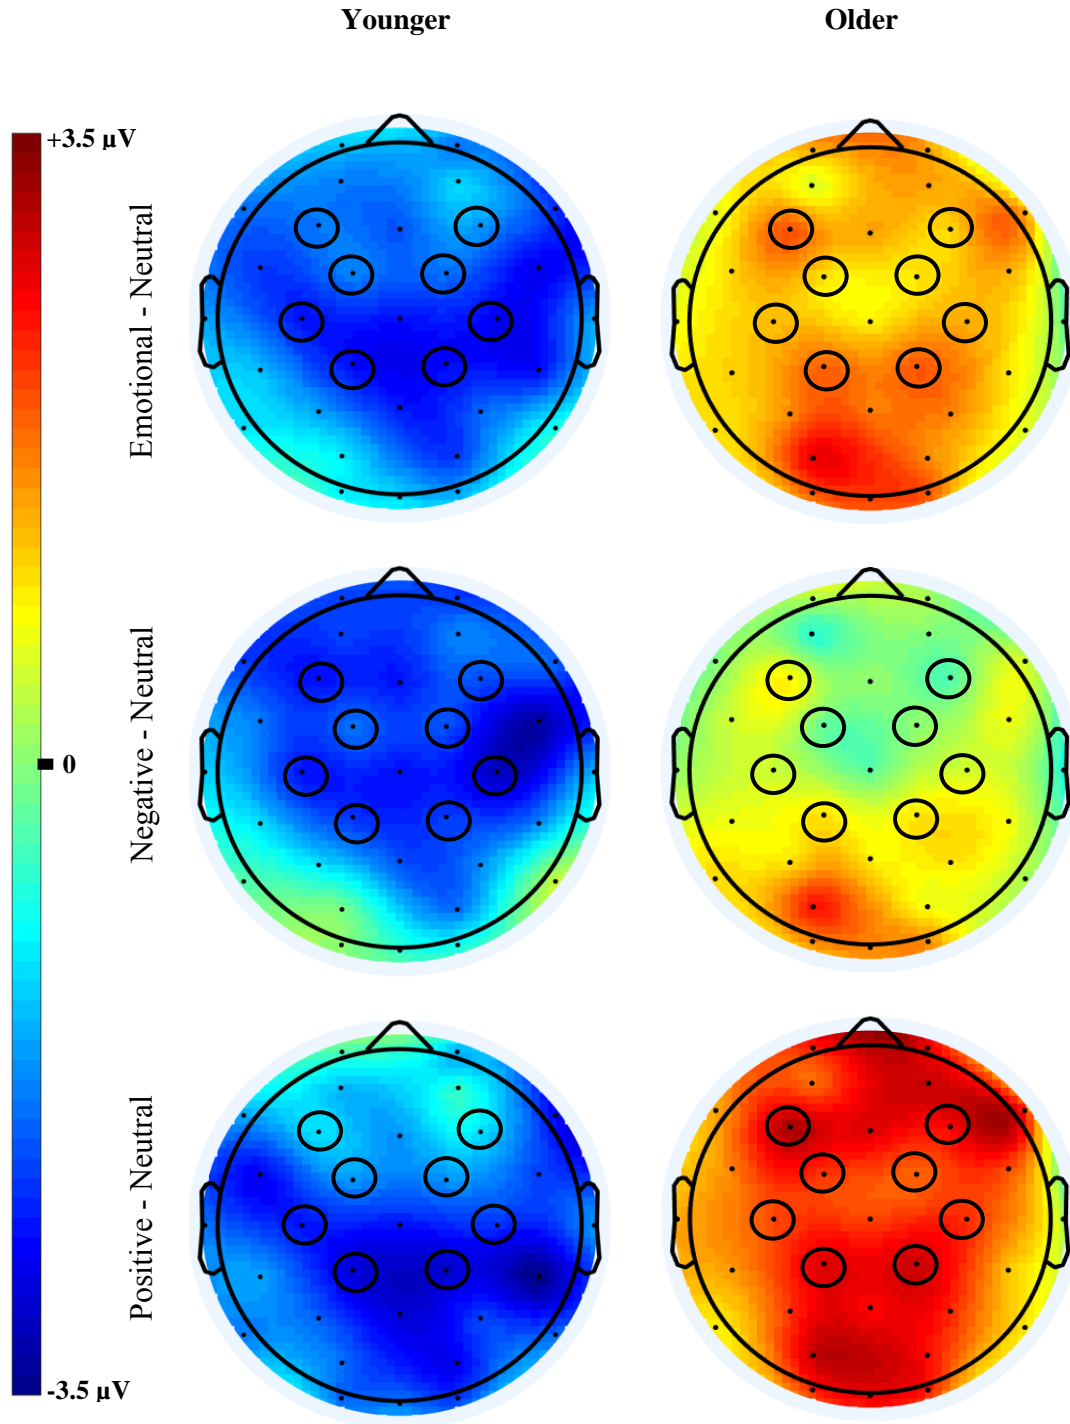 Younger
Older
+3.5 µV
Emotional - Neutral
Negative - Neutral
0
Positive - Neutral
-3.5 µV